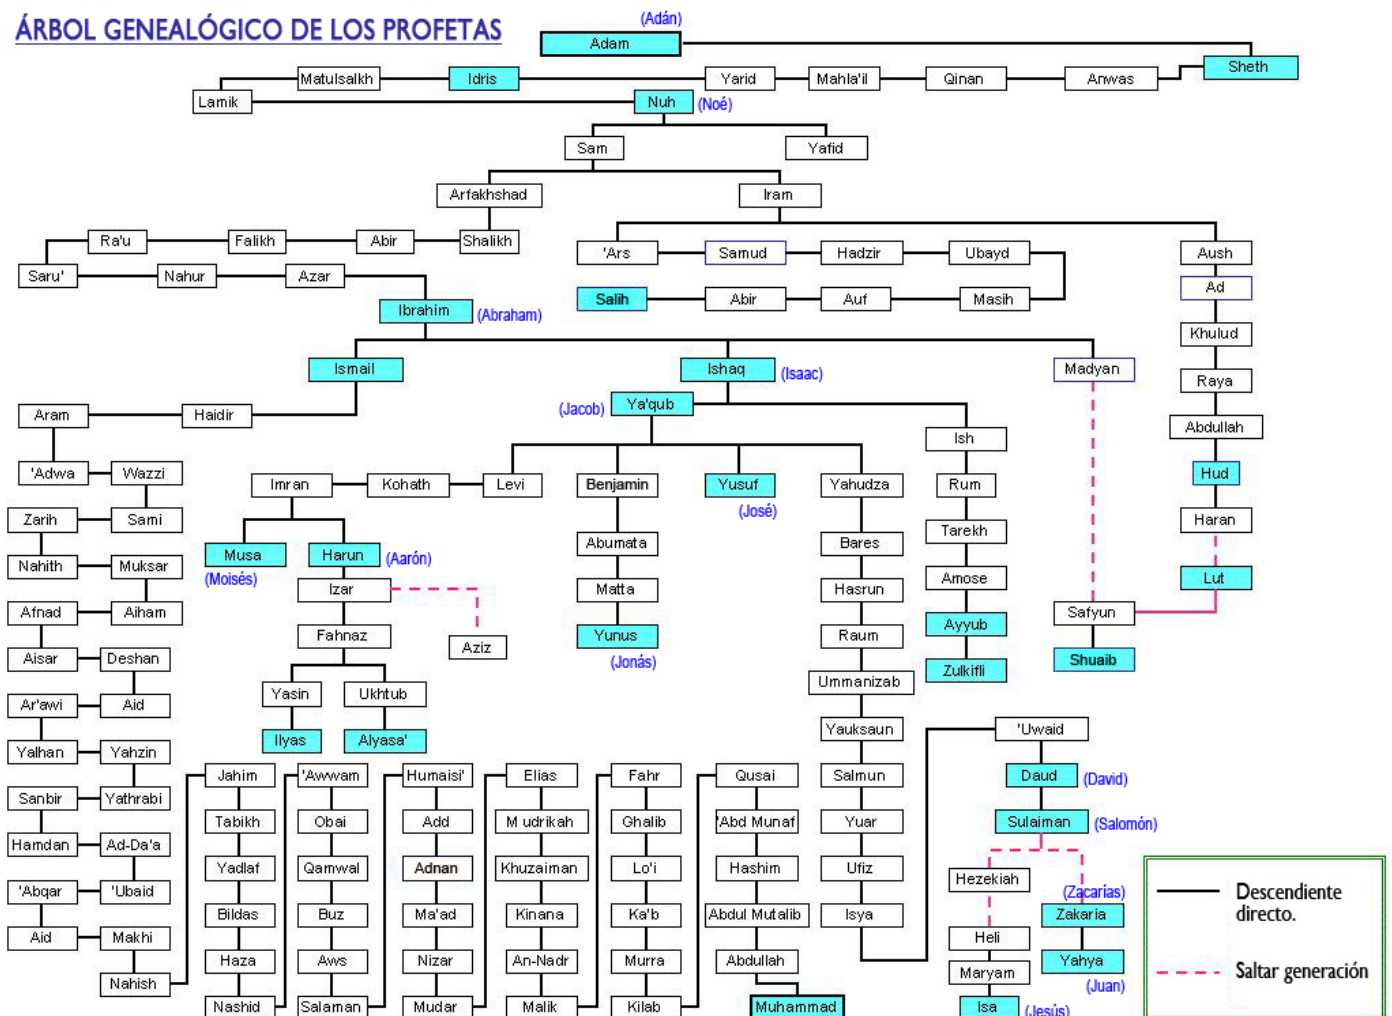 ÁRBOL GENEALÓGICO DE LOS PROFETAS
(Adán)
Adam
Sheth
Anwas
Qinan
Mahla'il
Yarid
Idris
Matulsalkh
Lamik
Nuh
(Noé)
Sam
Yafid
Arfakhshad
Iram
Shalikh
Abir
Falikh
Ra'u
Saru'
Nahur
Azar
Ibrahim
(Abraham)
'Ars
Samud
Hadzir
Ubayd
Masih
Auf
Abir
Salih
Aush
Ad
Khulud
Raya
Abdullah
Hud
Haran
Lut
Ismail
Ishaq
(Isaac)
Madyan
Safyun
Shuaib
(Jacob)
Ya'qub
Ish
Rum
Tarekh
Amose
Ayyub
Zulkifli
Levi
Kohath
Imran
Musa
(Moisés)
Harun
(Aarón)
Izar
Aziz
Fahnaz
Yasin
Ukhtub
Ilyas
Alyasa'
Benjamin
Abumata
Matta
Yunus
(Jonás)
Yusuf
(José)
Yahudza
Bares
Hasrun
Raum
Ummanizab
Yauksaun
Salmun
Yuar
Ufiz
Isya
'Uwaid
Daud
(David)
Sulaiman
(Salomón)
Hezekiah
Heli
Maryam
Isa
(Jesús)
(Zacarías)
Zakaria
Yahya
(Juan)
Haidir
Aram
'Adwa
Wazzi
Sami
Zarih
Nahith
Muksar
Aiham
Afnad
Aisar
Deshan
Aid
Ar'awi
Yalhan
Yahzin
Yathrabi
Sanbir
Hamdan
Ad-Da'a
'Ubaid
'Abqar
Aid
Makhi
Nahish
Jahim
Tabikh
Yadlaf
Bildas
Haza
Nashid
'Awwam
Obai
Qamwal
Buz
Aws
Salaman
Humaisi'
Add
Adnan
Ma'ad
Nizar
Mudar
Elias
Mudrikah
Khuzaiman
Kinana
An-Nadr
Malik
Fahr
Ghalib
Lo'i
Ka'b
Murra
Kilab
Qusai
'Abd Munaf
Hashim
Abdul Mutalib
Abdullah
Muhammad
Descendiente
directo.
Saltar generación